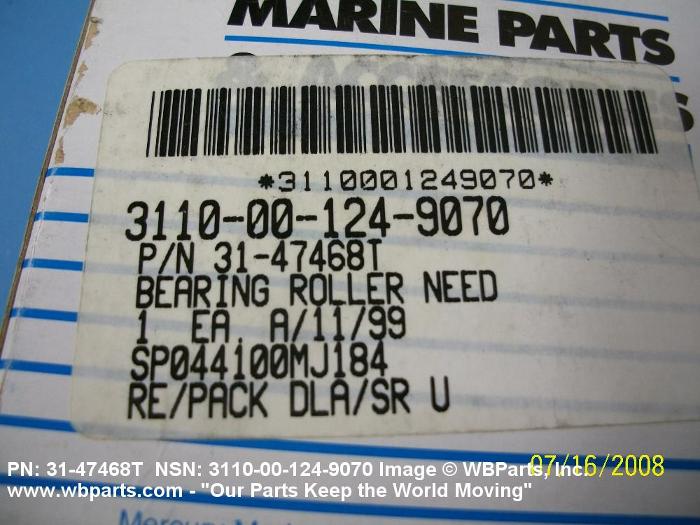 MARINE PARTS
& ACCESSORIES
*3110001249070*
3110-00-124-9070
P/N 31-47468T
BEARING ROLLER NEED
1 EA A/11/99
SP044100MJ184
RE/PACK DLA/SR U
07/16/2008
PN: 31-47468T NSN: 3110-00-124-9070 Image © WBParts, Inc.
www.wbparts.com - "Our Parts Keep the World Moving"